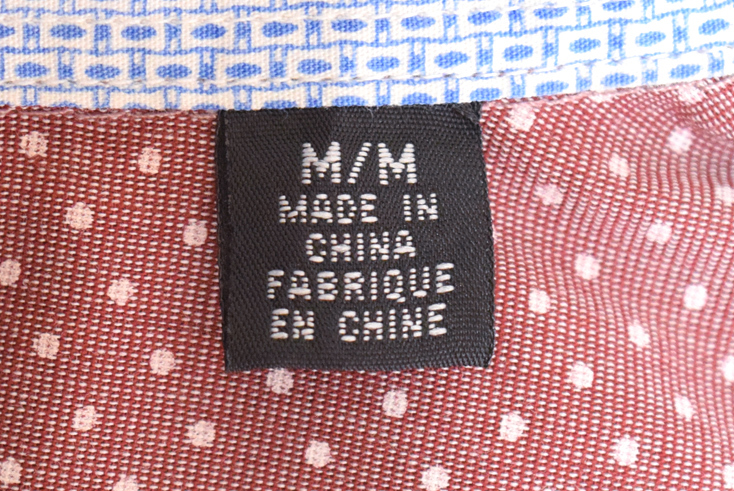 M/M
MADE IN
CHINA
FABRIQUE
EN CHINE